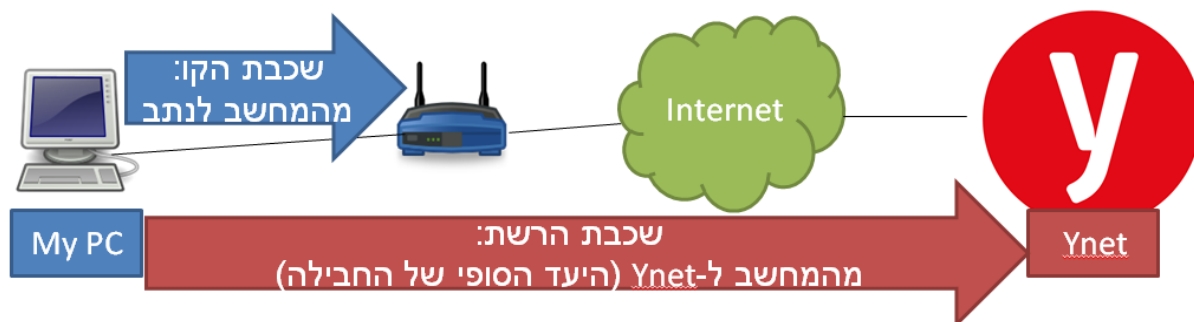 שכבת הקו:
מהמחשב לנתב
Internet
y
My PC
שכבת הרשת:
מהמחשב ל-Ynet (היעד הסופי של החבילה)
Ynet